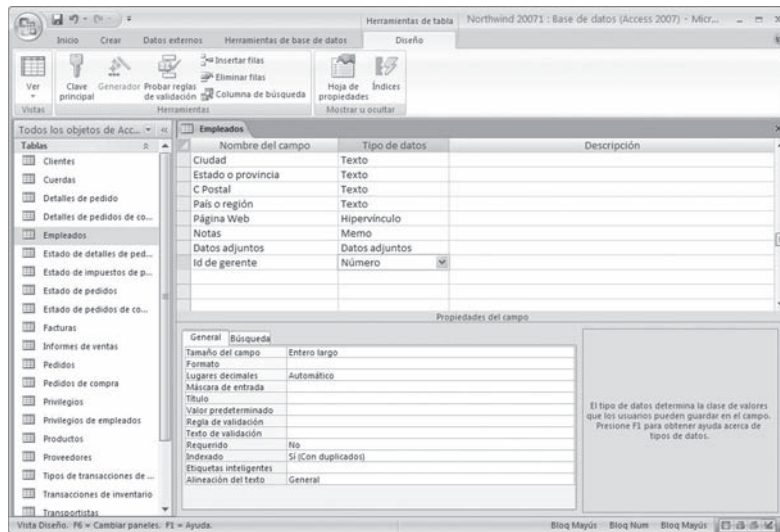 Herramientas de tabla
Northwind 20071 : Base de datos (Access 2007) - Micr...
Inicio Crear Datos externos Herramientas de base de datos Diseño
Ver
Vistas
Clave principal
Generador
Probar reglas de validación
Insertar filas
Eliminar filas
Columna de búsqueda
Herramientas
Hoja de propiedades
Índices
Mostrar u ocultar
Todos los objetos de Acc...
Tablas
Clientes
Cuerdas
Detalles de pedido
Detalles de pedidos de co...
Empleados
Estado de detalles de ped...
Estado de impuestos de p...
Estado de pedidos
Estado de pedidos de co...
Facturas
Informes de ventas
Pedidos
Pedidos de compra
Privilegios
Privilegios de empleados
Productos
Proveedores
Tipos de transacciones de ...
Transacciones de inventario
Transportistas
Empleados
Nombre del campo Tipo de datos Descripción
Ciudad Texto
Estado o provincia Texto
C Postal Texto
País o región Texto
Página Web Hipervínculo
Notas Memo
Datos adjuntos Datos adjuntos
Id de gerente Número
Propiedades del campo
General Búsqueda
Tamaño del campo Entero largo
Formato
Lugares decimales Automático
Máscara de entrada
Título
Valor predeterminado
Regla de validación
Texto de validación
Requerido No
Indexado Sí (Con duplicados)
Etiquetas inteligentes
Alineación del texto General
El tipo de datos determina la clase de valores
que los usuarios pueden guardar en el campo.
Presione F1 para obtener ayuda acerca de
tipos de datos.
Vista Diseño. F6 = Cambiar paneles. F1 = Ayuda.
Bloq Mayús Bloq Num Bloq Mayús